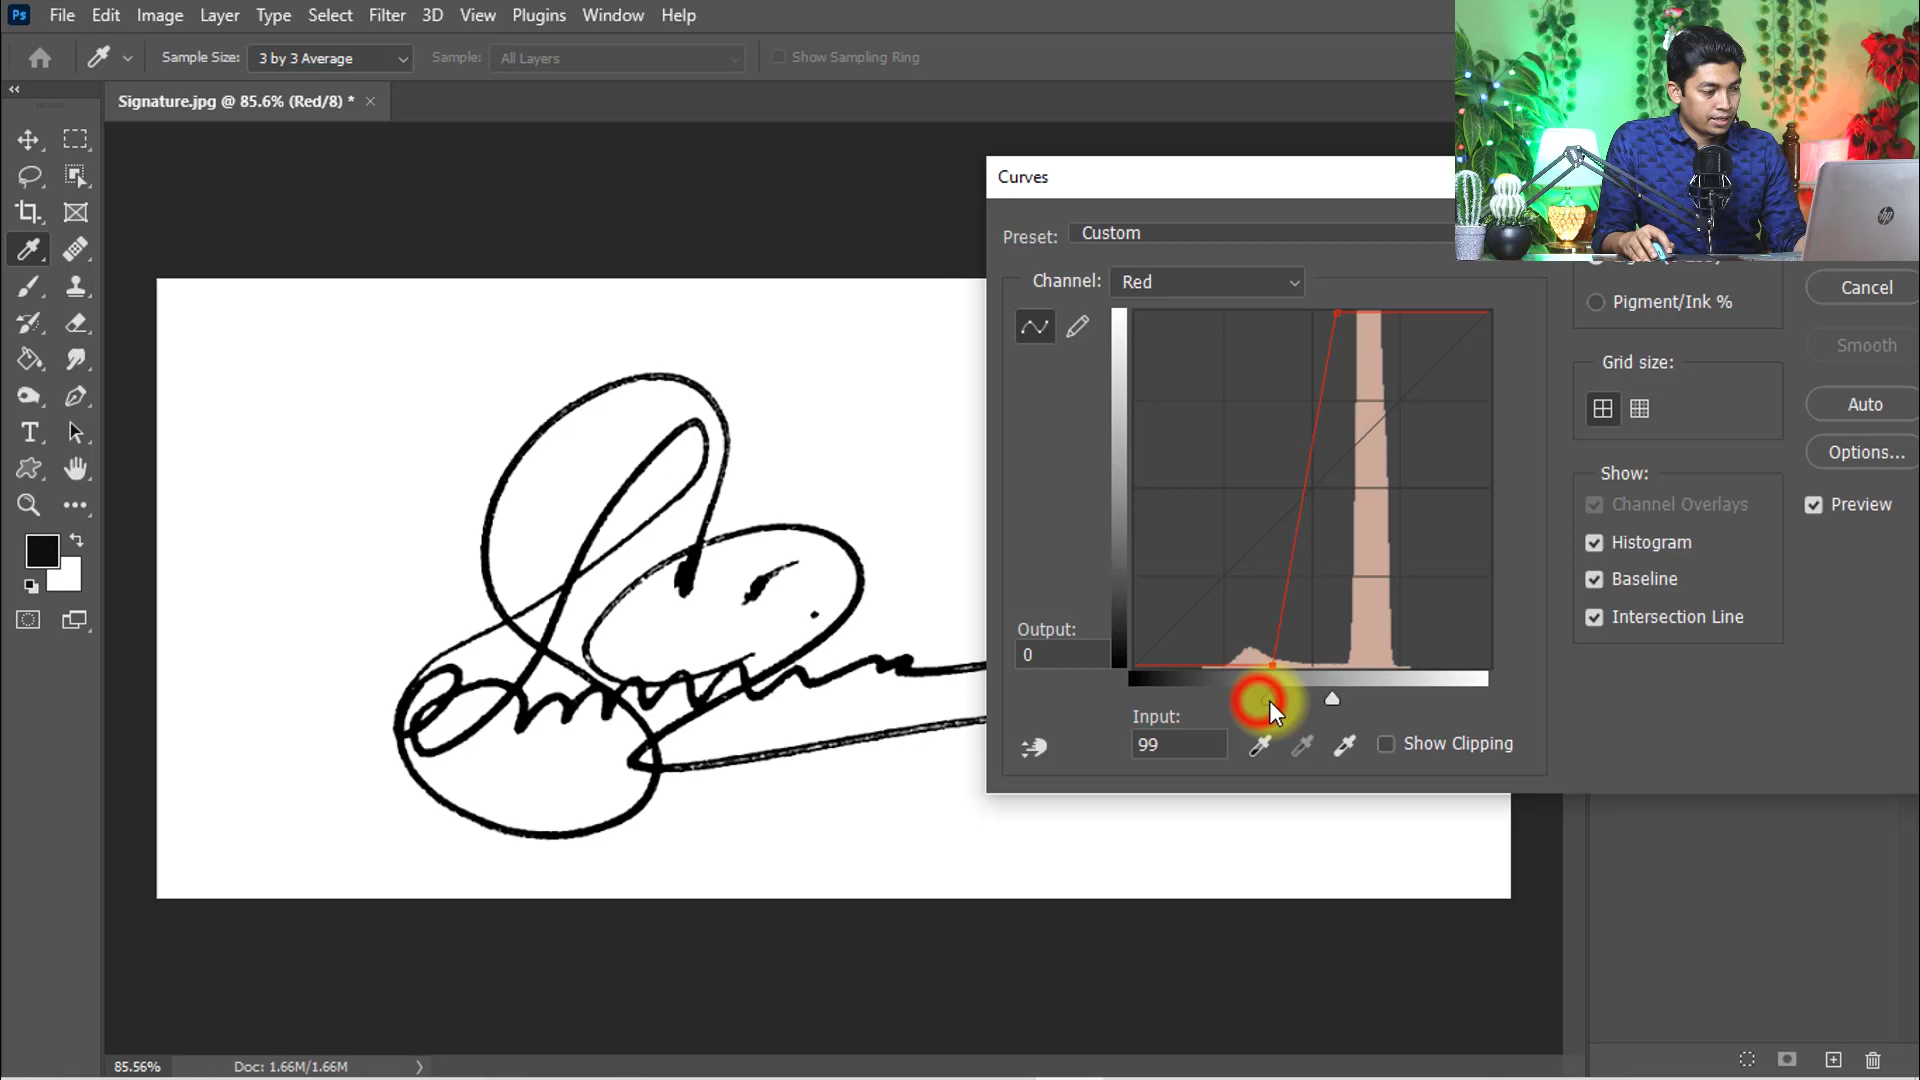 Ps File Edit Image Layer Type Select Filter 3D View Plugins Window Help
Sample Size: 3 by 3 Average Sample: All Layers Show Sampling Ring
Signature.jpg @ 85.6% (Red/8) *
Curves
Preset: Custom
Channel: Red
Output:
0
Input:
99
Show Clipping
Pigment/Ink %
Grid size:
Show:
Channel Overlays
Histogram
Baseline
Intersection Line
Cancel
Smooth
Auto
Options...
Preview
hp
85.56% Doc: 1.66M/1.66M